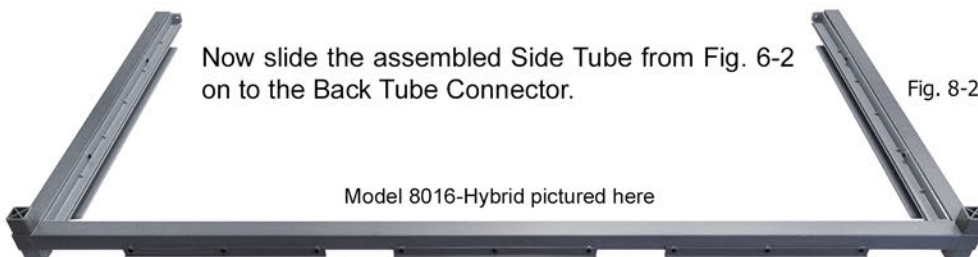 Now slide the assembled Side Tube from Fig. 6-2
on to the Back Tube Connector.
Fig. 8-2
Model 8016-Hybrid pictured here